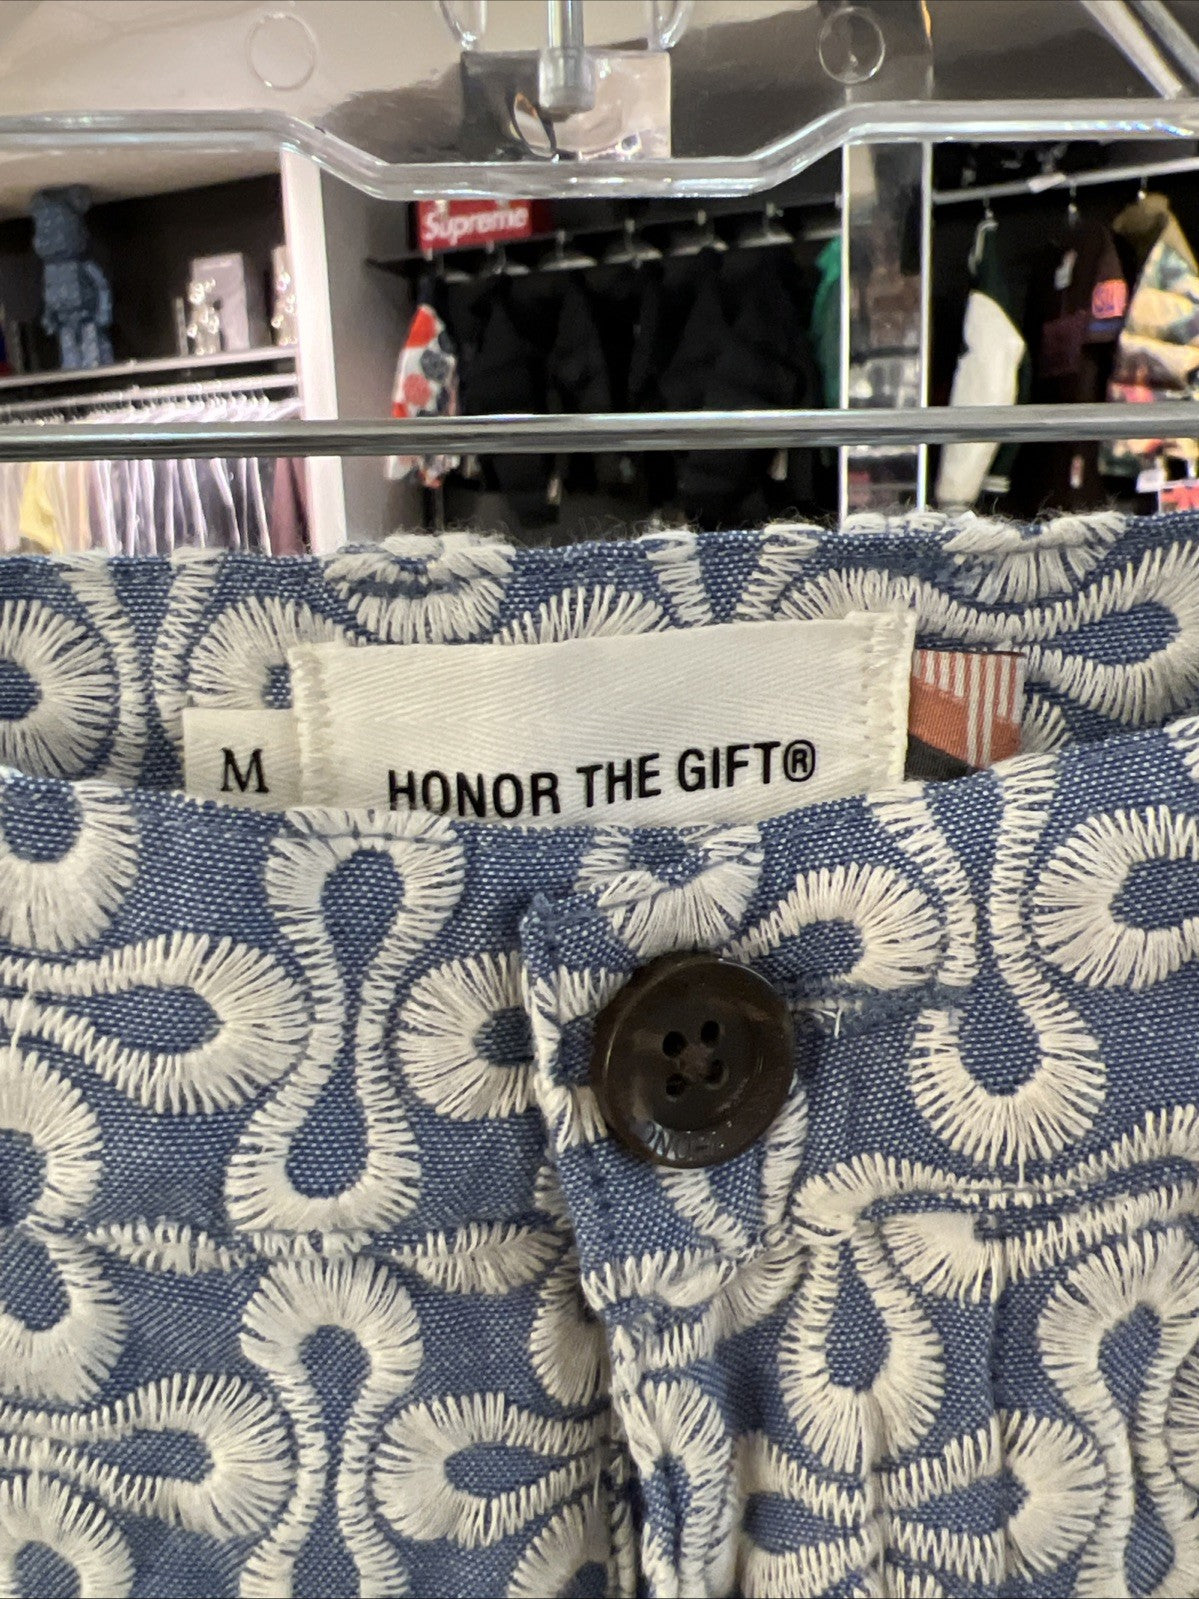 Supreme
M
HONOR THE GIFT®